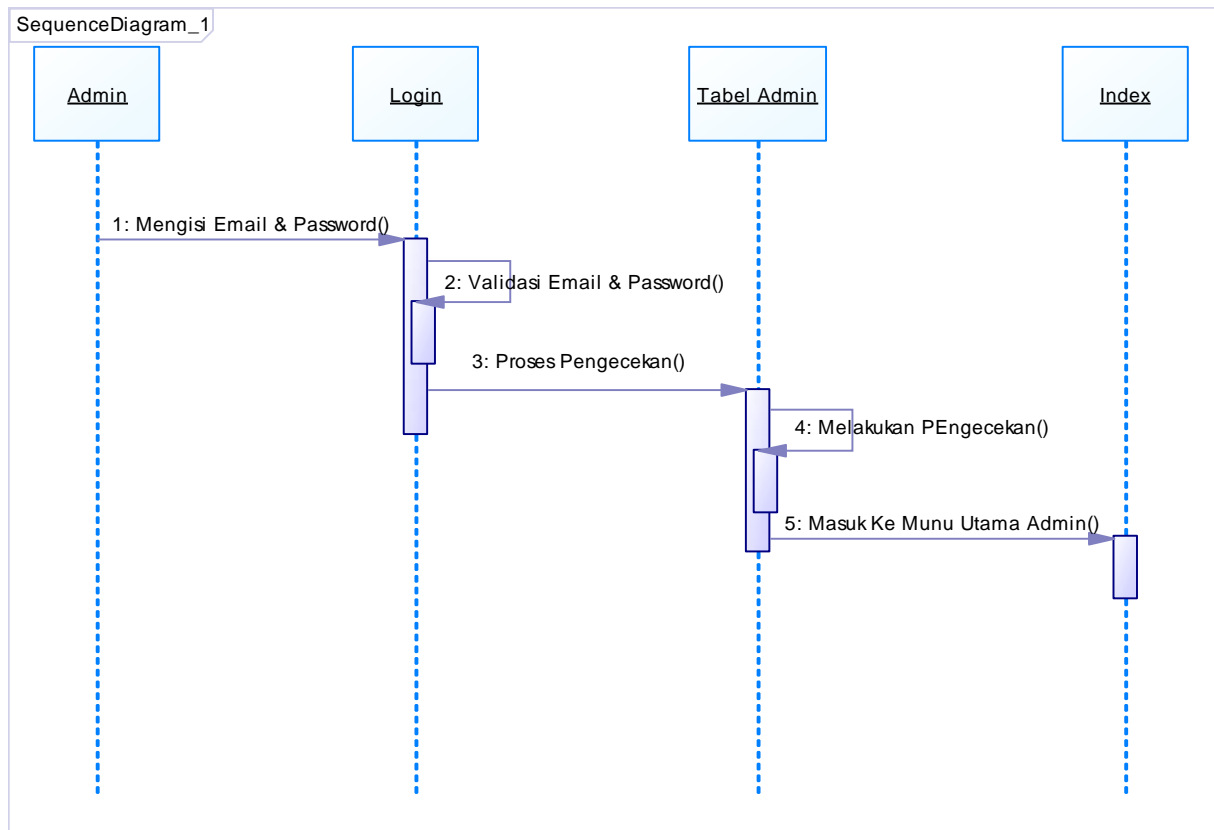 SequenceDiagram_1
Admin
Login
Tabel Admin
Index
1: Mengisi Email & Password()
2: Validasi Email & Password()
3: Proses Pengecekan()
4: Melakukan PEngecekan()
5: Masuk Ke Munu Utama Admin()